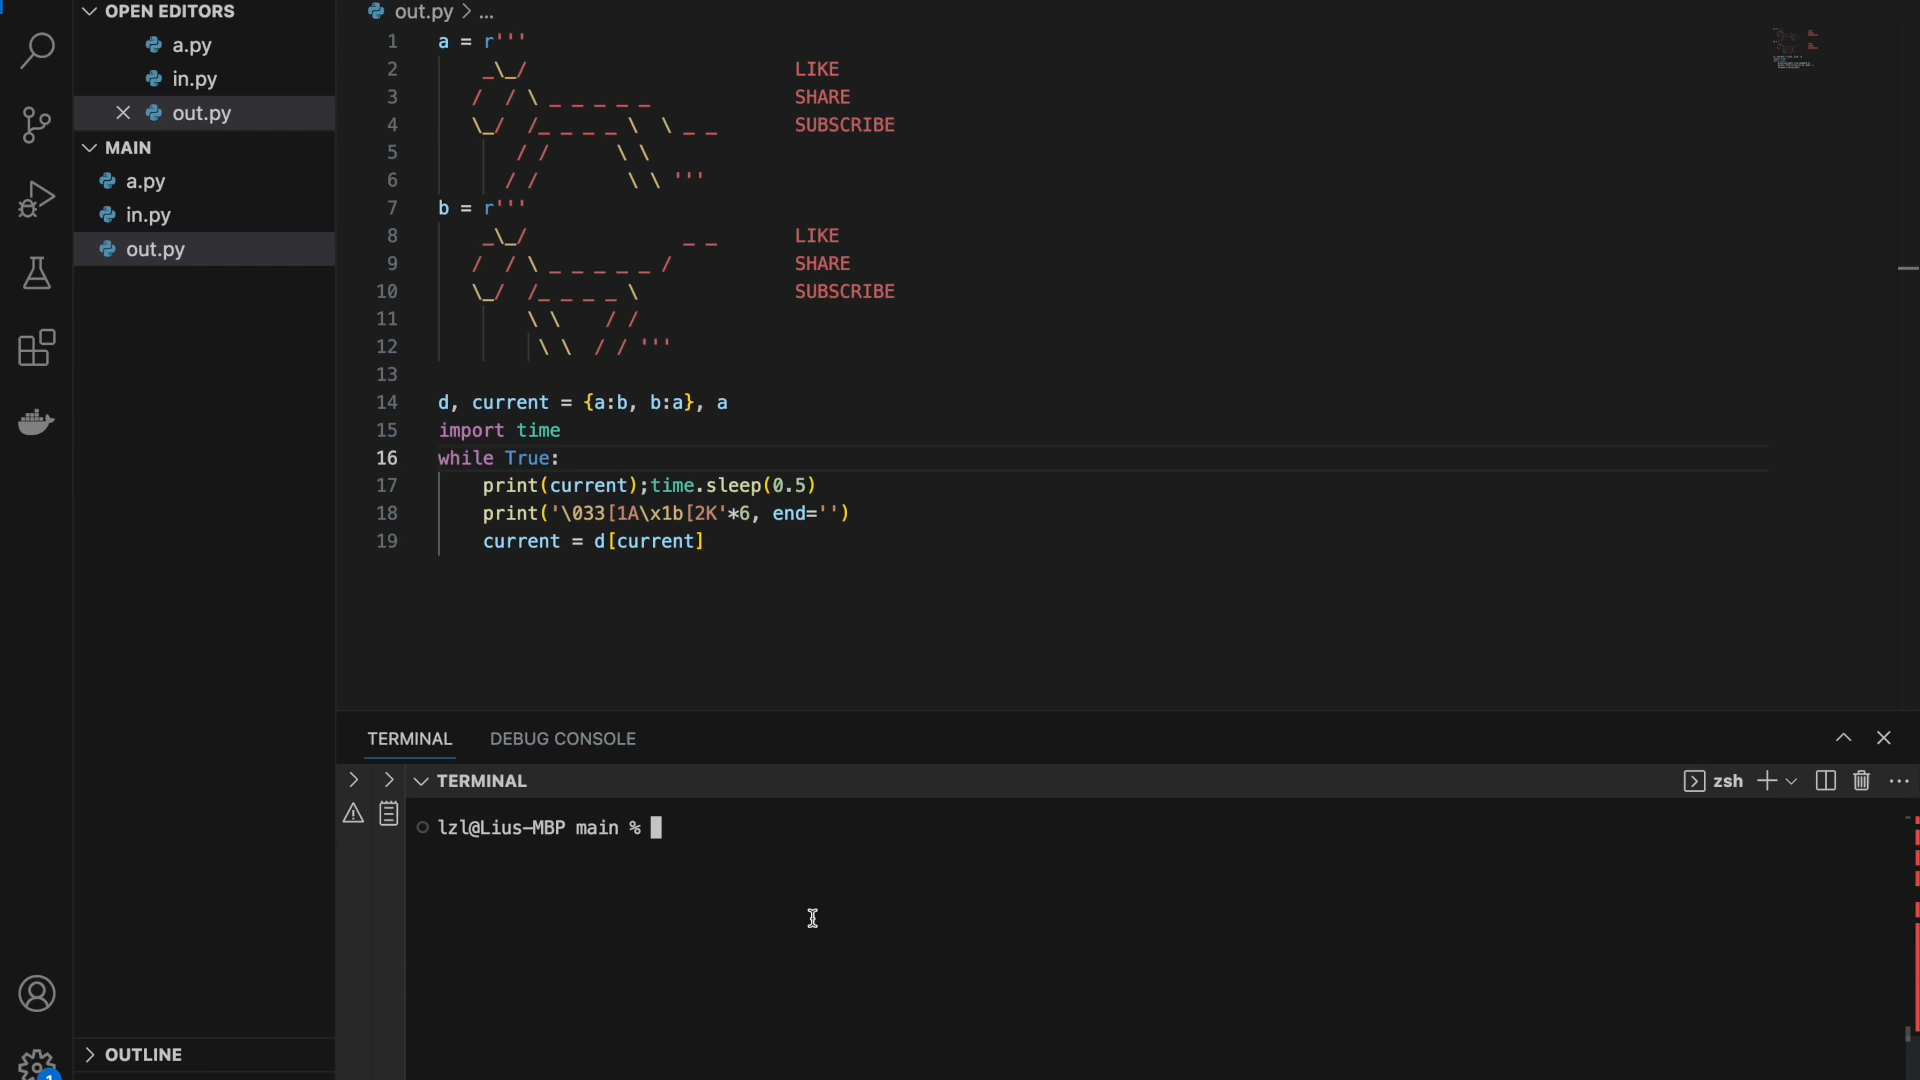 OPEN EDITORS
a.py
in.py
out.py
MAIN
a.py
in.py
out.py
OUTLINE
1
out.py > ...
1 a = r'''
2     _\_/                        LIKE
3    /  / \ _ _ _ _ _             SHARE
4    \_/  /_ _ _ _ \  \ _ _       SUBSCRIBE
5        / /      \ \
6       / /        \ \ '''
7 b = r'''
8     _\_/              _ _       LIKE
9    /  / \ _ _ _ _ _ /           SHARE
10    \_/  /_ _ _ _ \              SUBSCRIBE
11         \ \    / /
12          \ \  / / '''
13
14 d, current = {a:b, b:a}, a
15 import time
16 while True:
17     print(current);time.sleep(0.5)
18     print('\033[1A\x1b[2K'*6, end='')
19     current = d[current]
TERMINAL DEBUG CONSOLE
TERMINAL zsh
lzl@Lius-MBP main %